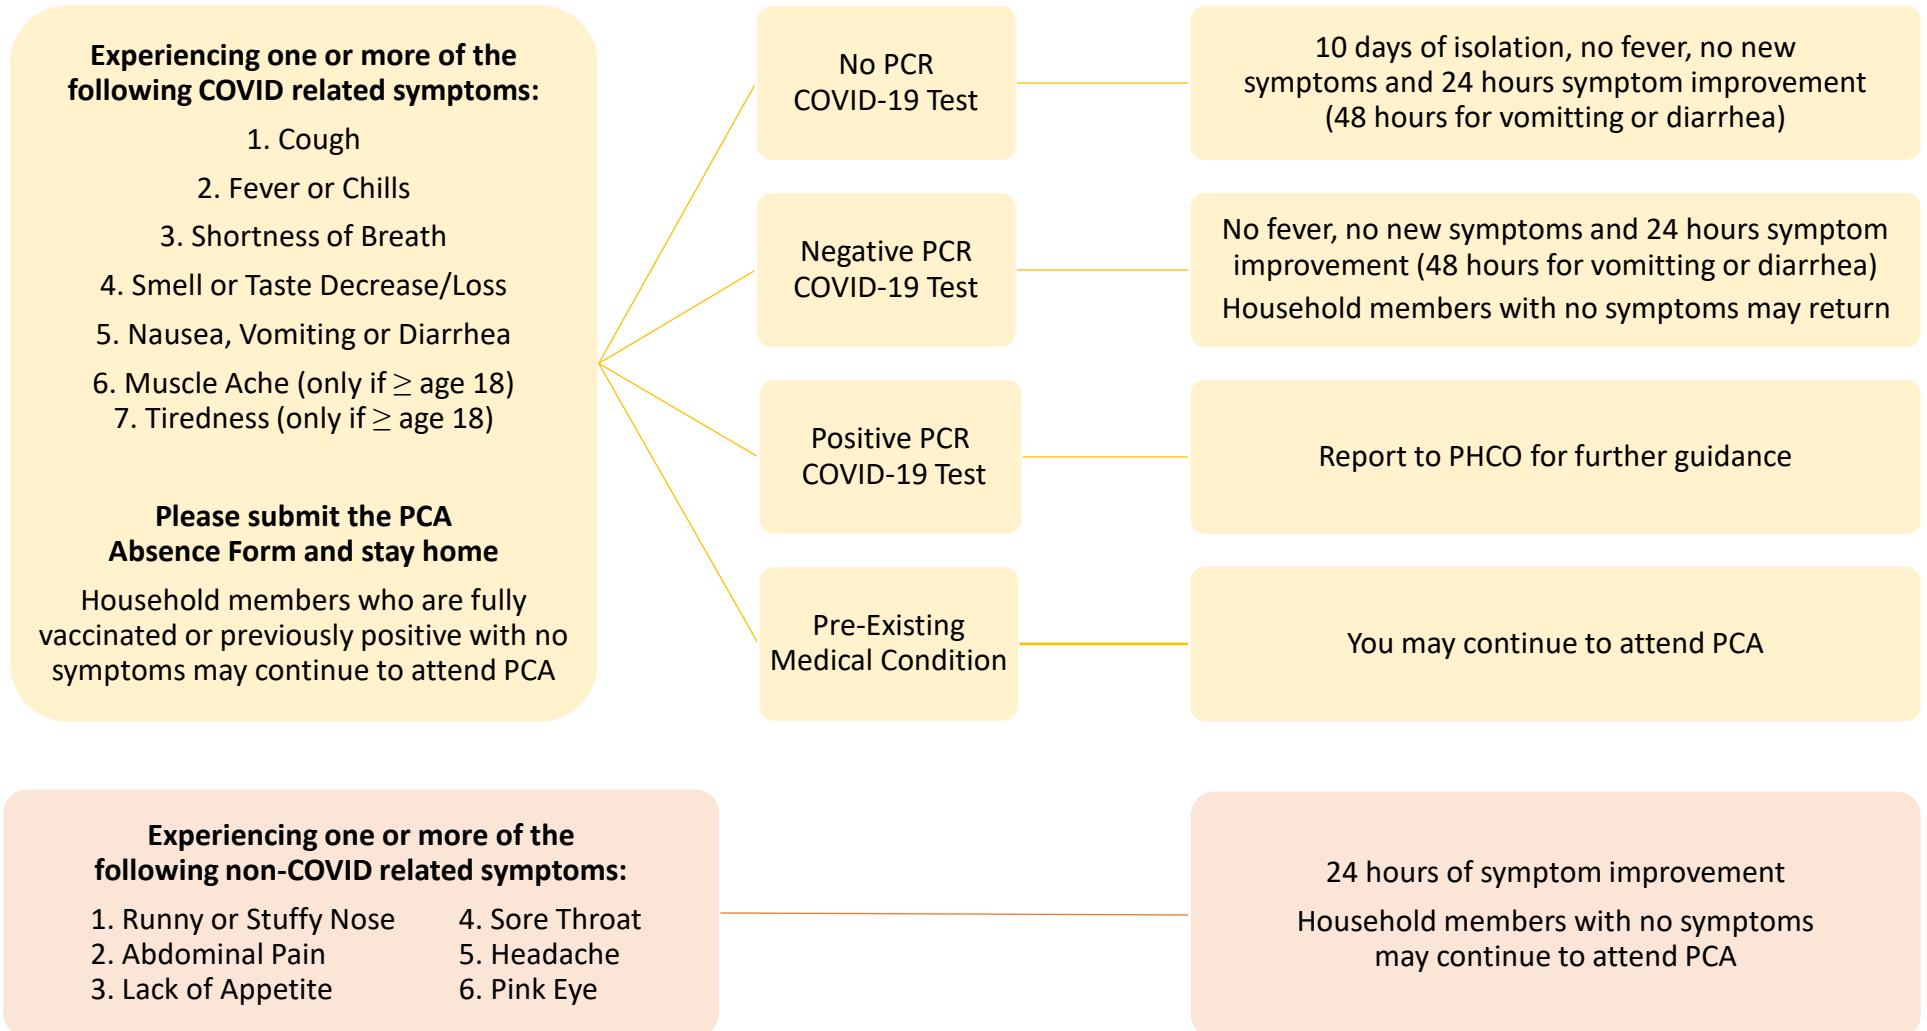 Experiencing one or more of the
following COVID related symptoms:
1. Cough
2. Fever or Chills
3. Shortness of Breath
4. Smell or Taste Decrease/Loss
5. Nausea, Vomiting or Diarrhea
6. Muscle Ache (only if ≥ age 18)
7. Tiredness (only if ≥ age 18)
Please submit the PCA
Absence Form and stay home
Household members who are fully
vaccinated or previously positive with no
symptoms may continue to attend PCA
No PCR
COVID-19 Test
10 days of isolation, no fever, no new
symptoms and 24 hours symptom improvement
(48 hours for vomitting or diarrhea)
Negative PCR
COVID-19 Test
No fever, no new symptoms and 24 hours symptom
improvement (48 hours for vomitting or diarrhea)
Household members with no symptoms may return
Positive PCR
COVID-19 Test
Report to PHCO for further guidance
Pre-Existing
Medical Condition
You may continue to attend PCA
Experiencing one or more of the
following non-COVID related symptoms:
1. Runny or Stuffy Nose
2. Abdominal Pain
3. Lack of Appetite
4. Sore Throat
5. Headache
6. Pink Eye
24 hours of symptom improvement
Household members with no symptoms
may continue to attend PCA